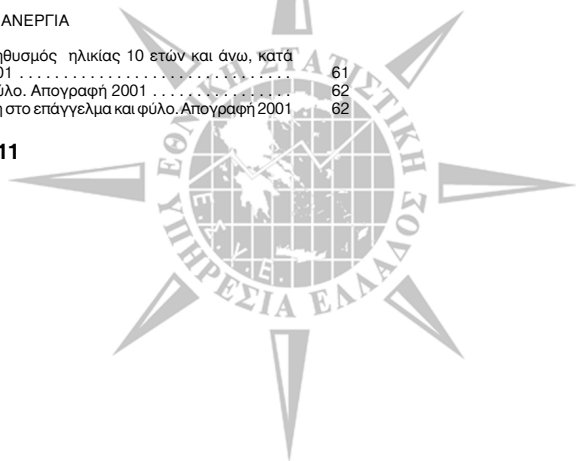 ΑΝΕΡΓΙΑ
ηθυσμός ηλικίας 10 ετών και άνω, κατά
01 . . . . . . . . . . . . . . . . . . . . . . . . . . . . . . . 61
ύλο. Απογραφή 2001 . . . . . . . . . . . . . . . . 62
η στο επάγγελμα και φύλο. Απογραφή 2001 62
11
ΕΘΝΙΚΗ ΣΤΑΤΙΣΤΙΚΗ
ΥΠΗΡΕΣΙΑ ΕΛΛΑΔΟΣ
Ε.Σ.Υ.Ε.